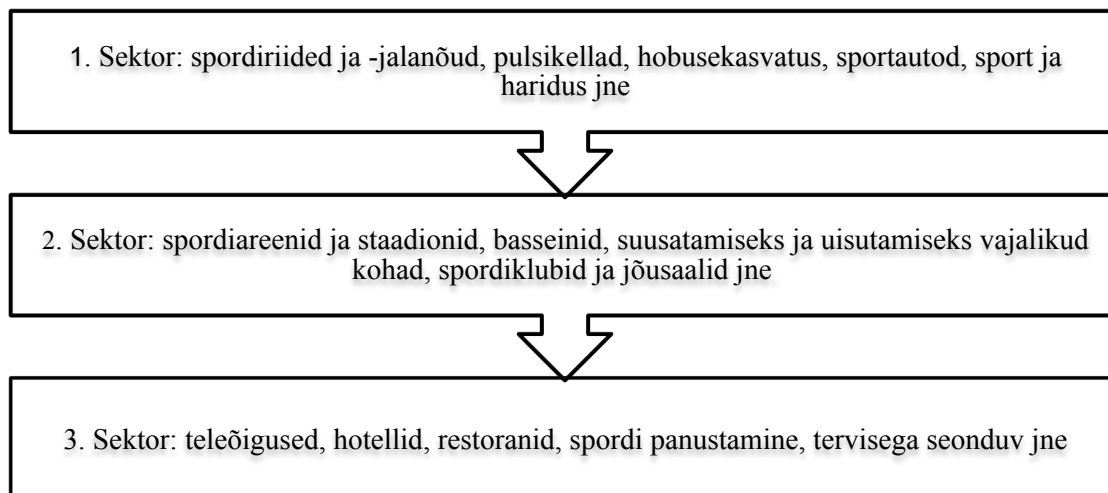 1. Sektor: spordiriided ja -jalanõud, pulsikellad, hobusekasvatus, sportautod, sport ja
haridus jne
2. Sektor: spordiareenid ja staadionid, basseinid, suusatamiseks ja uisutamiseks vajalikud
kohad, spordiklubid ja jõusaalid jne
3. Sektor: teleõigused, hotellid, restoranid, spordi panustamine, tervisega seonduv jne